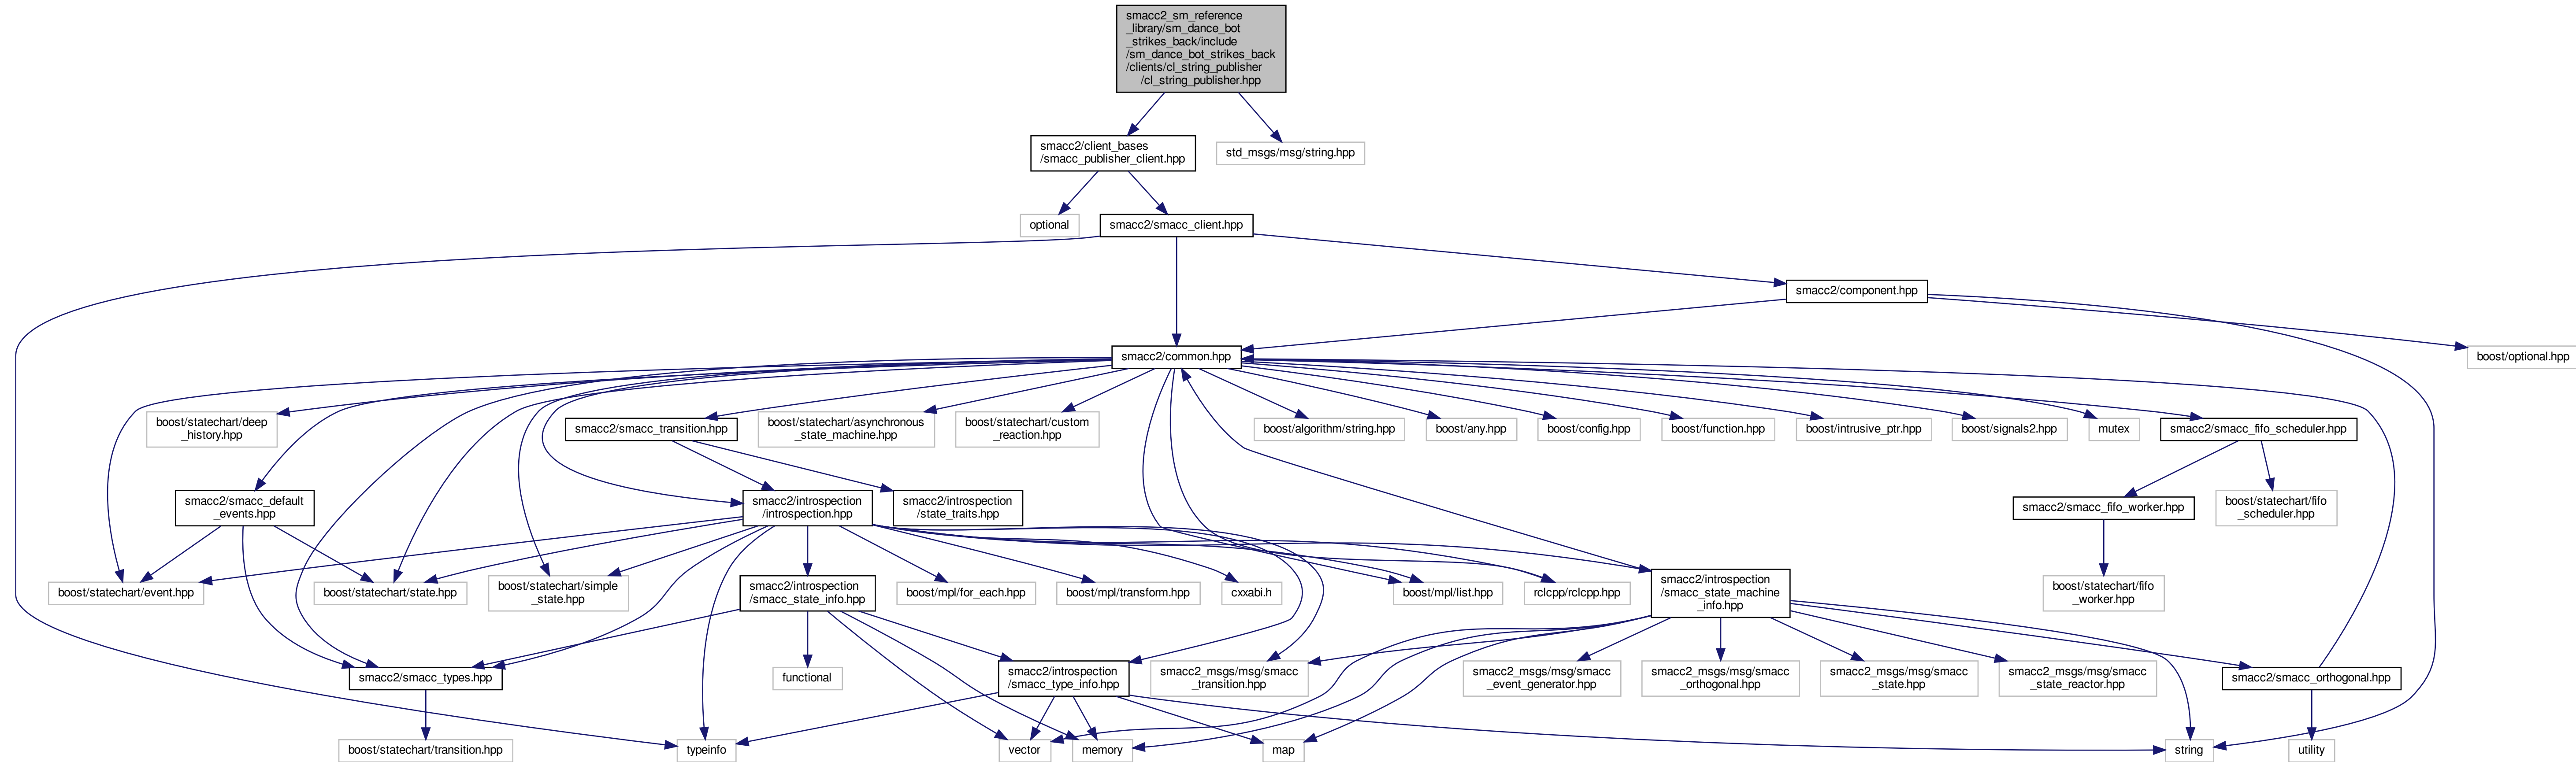 smacc2_sm_reference
_library/sm_dance_bot
_strikes_back/include
/sm_dance_bot_strikes_back
/clients/cl_string_publisher
/cl_string_publisher.hpp
smacc2/client_bases
/smacc_publisher_client.hpp
std_msgs/msg/string.hpp
optional
smacc2/smacc_client.hpp
smacc2/component.hpp
smacc2/common.hpp
boost/optional.hpp
boost/statechart/deep
_history.hpp
smacc2/smacc_transition.hpp
boost/statechart/asynchronous
_state_machine.hpp
boost/statechart/custom
_reaction.hpp
boost/algorithm/string.hpp
boost/any.hpp
boost/config.hpp
boost/function.hpp
boost/intrusive_ptr.hpp
boost/signals2.hpp
mutex
smacc2/smacc_fifo_scheduler.hpp
smacc2/smacc_default
_events.hpp
smacc2/introspection
/introspection.hpp
smacc2/introspection
/state_traits.hpp
smacc2/smacc_fifo_worker.hpp
boost/statechart/fifo
_scheduler.hpp
boost/statechart/event.hpp
boost/statechart/state.hpp
boost/statechart/simple
_state.hpp
smacc2/introspection
/smacc_state_info.hpp
boost/mpl/for_each.hpp
boost/mpl/transform.hpp
cxxabi.h
boost/mpl/list.hpp
rclcpp/rclcpp.hpp
smacc2/introspection
/smacc_state_machine
_info.hpp
boost/statechart/fifo
_worker.hpp
smacc2/smacc_types.hpp
functional
smacc2/introspection
/smacc_type_info.hpp
smacc2_msgs/msg/smacc
_transition.hpp
smacc2_msgs/msg/smacc
_event_generator.hpp
smacc2_msgs/msg/smacc
_orthogonal.hpp
smacc2_msgs/msg/smacc
_state.hpp
smacc2_msgs/msg/smacc
_state_reactor.hpp
smacc2/smacc_orthogonal.hpp
boost/statechart/transition.hpp
typeinfo
vector
memory
map
string
utility